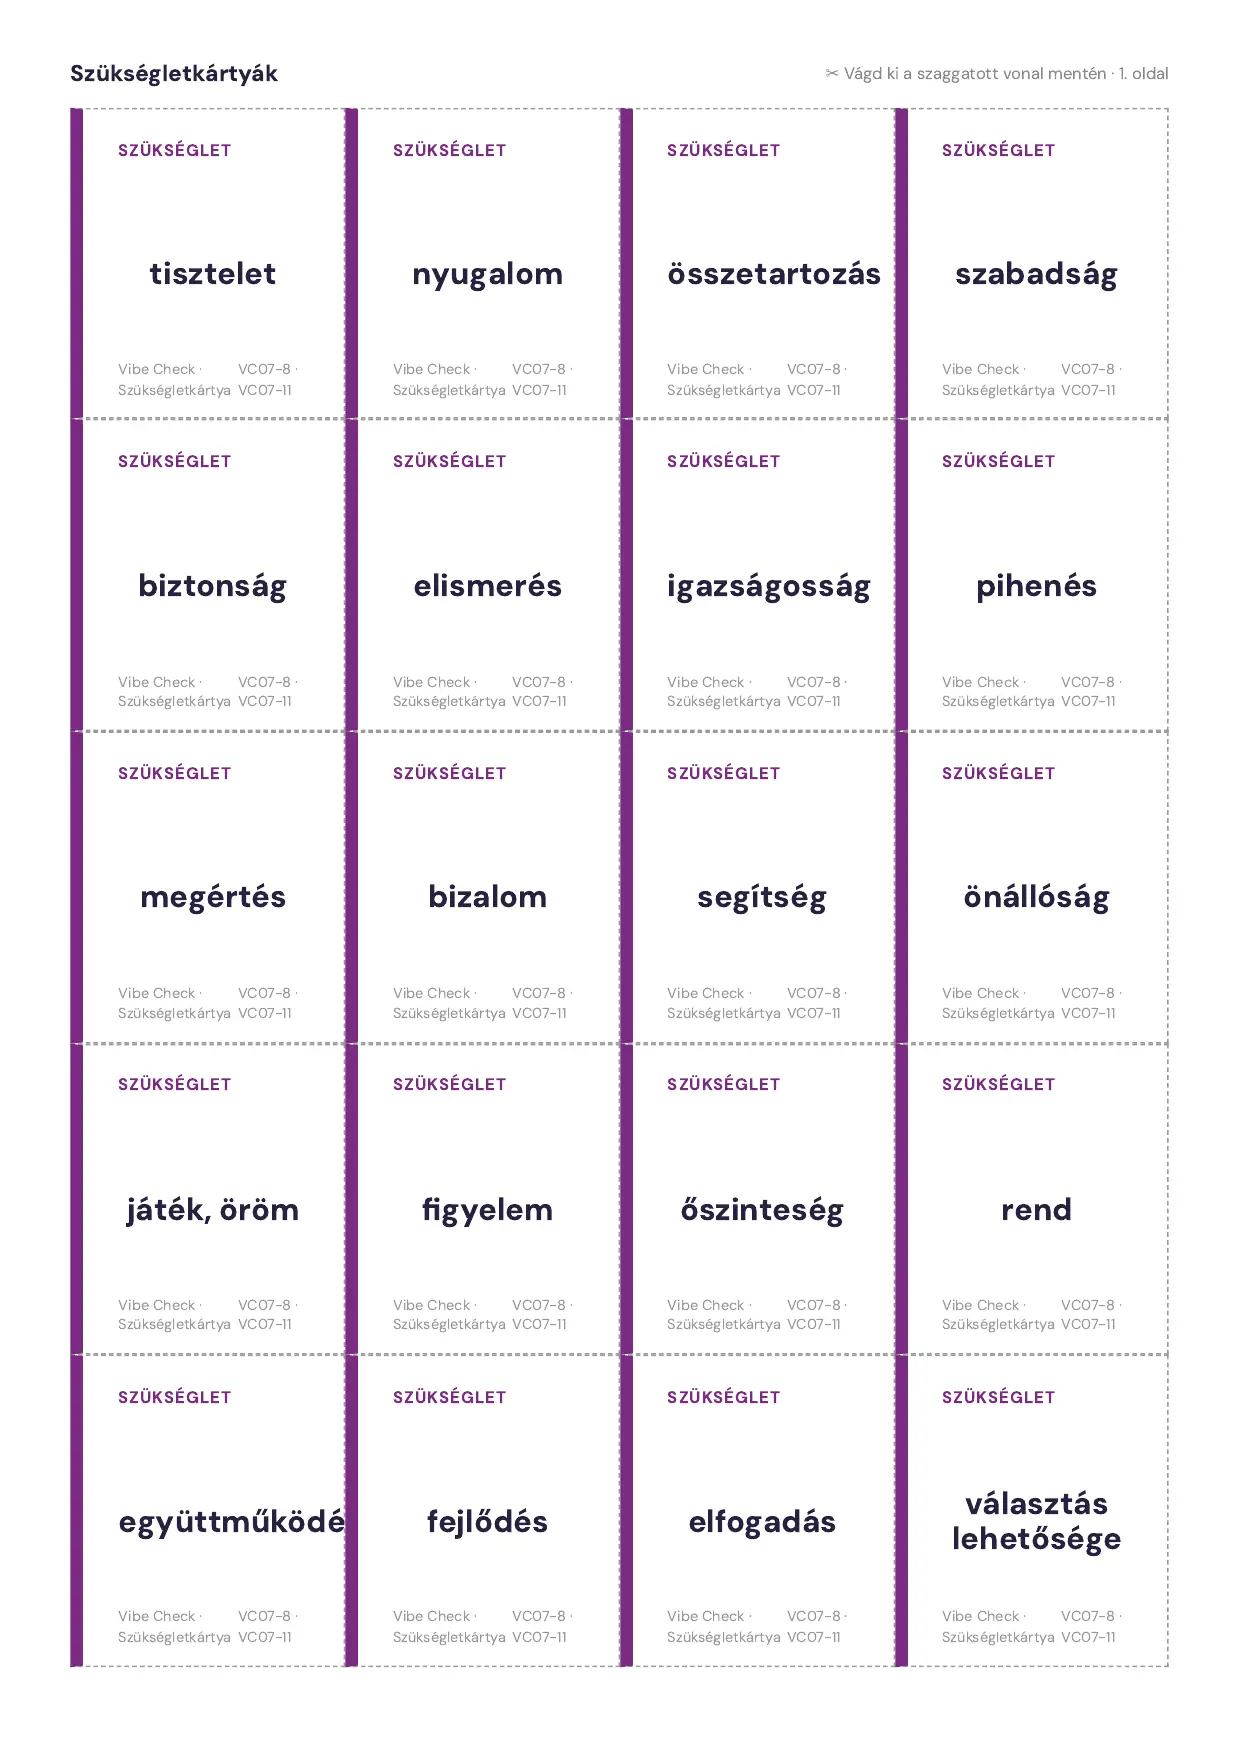 Szükségletkártyák
✂ Vágd ki a szaggatott vonal mentén · 1. oldal
SZÜKSÉGLET
tisztelet
Vibe Check · VC07-8 ·
Szükségletkártya VC07-11
SZÜKSÉGLET
nyugalom
Vibe Check · VC07-8 ·
Szükségletkártya VC07-11
SZÜKSÉGLET
összetartozás
Vibe Check · VC07-8 ·
Szükségletkártya VC07-11
SZÜKSÉGLET
szabadság
Vibe Check · VC07-8 ·
Szükségletkártya VC07-11
SZÜKSÉGLET
biztonság
Vibe Check · VC07-8 ·
Szükségletkártya VC07-11
SZÜKSÉGLET
elismerés
Vibe Check · VC07-8 ·
Szükségletkártya VC07-11
SZÜKSÉGLET
igazságosság
Vibe Check · VC07-8 ·
Szükségletkártya VC07-11
SZÜKSÉGLET
pihenés
Vibe Check · VC07-8 ·
Szükségletkártya VC07-11
SZÜKSÉGLET
megértés
Vibe Check · VC07-8 ·
Szükségletkártya VC07-11
SZÜKSÉGLET
bizalom
Vibe Check · VC07-8 ·
Szükségletkártya VC07-11
SZÜKSÉGLET
segítség
Vibe Check · VC07-8 ·
Szükségletkártya VC07-11
SZÜKSÉGLET
önállóság
Vibe Check · VC07-8 ·
Szükségletkártya VC07-11
SZÜKSÉGLET
játék, öröm
Vibe Check · VC07-8 ·
Szükségletkártya VC07-11
SZÜKSÉGLET
figyelem
Vibe Check · VC07-8 ·
Szükségletkártya VC07-11
SZÜKSÉGLET
őszinteség
Vibe Check · VC07-8 ·
Szükségletkártya VC07-11
SZÜKSÉGLET
rend
Vibe Check · VC07-8 ·
Szükségletkártya VC07-11
SZÜKSÉGLET
együttműködé
Vibe Check · VC07-8 ·
Szükségletkártya VC07-11
SZÜKSÉGLET
fejlődés
Vibe Check · VC07-8 ·
Szükségletkártya VC07-11
SZÜKSÉGLET
elfogadás
Vibe Check · VC07-8 ·
Szükségletkártya VC07-11
SZÜKSÉGLET
választás
lehetősége
Vibe Check · VC07-8 ·
Szükségletkártya VC07-11